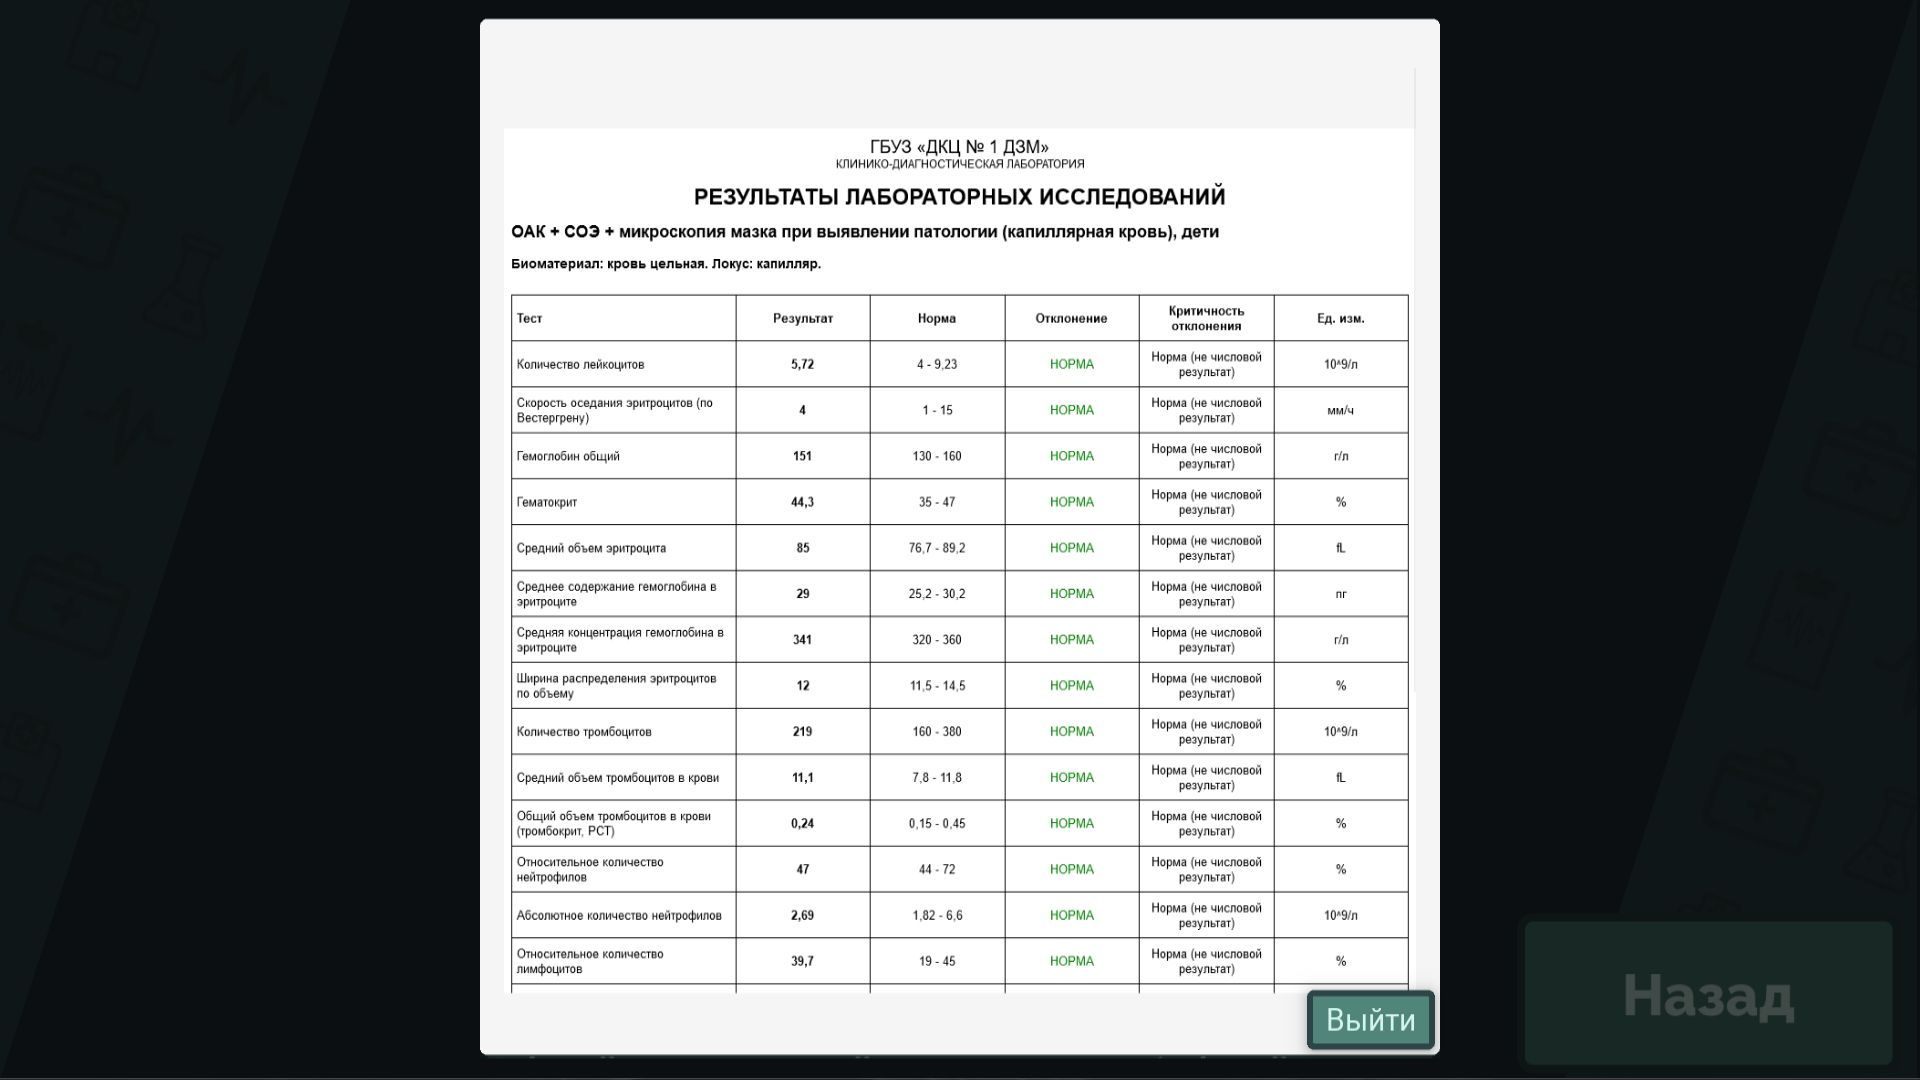 ГБУЗ «ДКЦ № 1 ДЗМ»
КЛИНИКО-ДИАГНОСТИЧЕСКАЯ ЛАБОРАТОРИЯ
РЕЗУЛЬТАТЫ ЛАБОРАТОРНЫХ ИССЛЕДОВАНИЙ
ОАК + СОЭ + микроскопия мазка при выявлении патологии (капиллярная кровь), дети
Биоматериал: кровь цельная. Локус: капилляр.
Тест Результат Норма Отклонение Критичность отклонения Ед. изм.
Количество лейкоцитов 5,72 4 - 9,23 НОРМА Норма (не числовой результат) 10^9/л
Скорость оседания эритроцитов (по Вестергрену) 4 1 - 15 НОРМА Норма (не числовой результат) мм/ч
Гемоглобин общий 151 130 - 160 НОРМА Норма (не числовой результат) г/л
Гематокрит 44,3 35 - 47 НОРМА Норма (не числовой результат) %
Средний объем эритроцита 85 76,7 - 89,2 НОРМА Норма (не числовой результат) fL
Среднее содержание гемоглобина в эритроците 29 25,2 - 30,2 НОРМА Норма (не числовой результат) пг
Средняя концентрация гемоглобина в эритроците 341 320 - 360 НОРМА Норма (не числовой результат) г/л
Ширина распределения эритроцитов по объему 12 11,5 - 14,5 НОРМА Норма (не числовой результат) %
Количество тромбоцитов 219 160 - 380 НОРМА Норма (не числовой результат) 10^9/л
Средний объем тромбоцитов в крови 11,1 7,8 - 11,8 НОРМА Норма (не числовой результат) fL
Общий объем тромбоцитов в крови (тромбокрит, PCT) 0,24 0,15 - 0,45 НОРМА Норма (не числовой результат) %
Относительное количество нейтрофилов 47 44 - 72 НОРМА Норма (не числовой результат) %
Абсолютное количество нейтрофилов 2,69 1,82 - 6,6 НОРМА Норма (не числовой результат) 10^9/л
Относительное количество лимфоцитов 39,7 19 - 45 НОРМА Норма (не числовой результат) %
Выйти
Назад